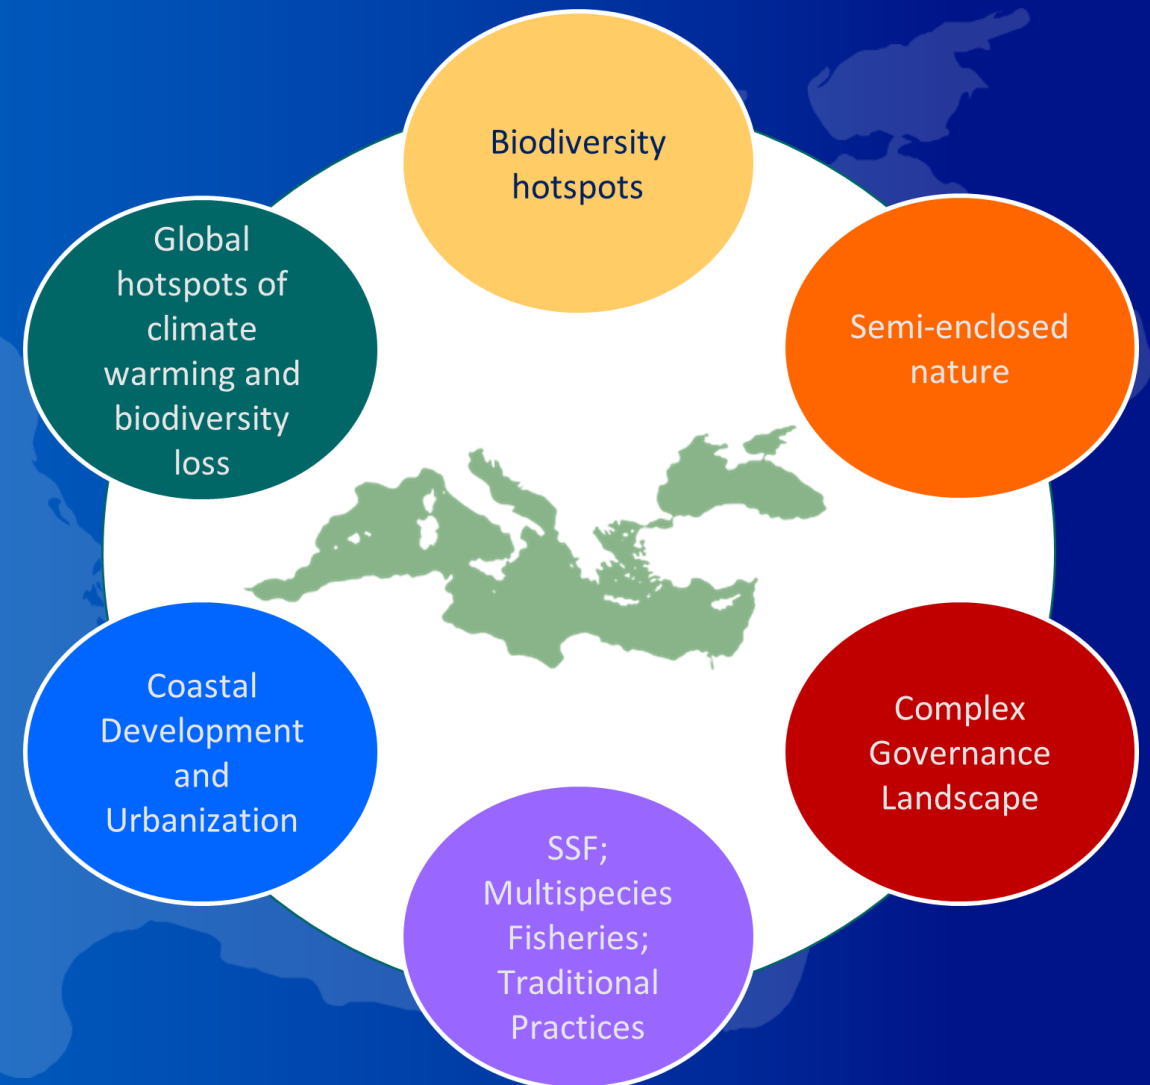 Biodiversity
hotspots
Semi-enclosed
nature
Complex
Governance
Landscape
SSF;
Multispecies
Fisheries;
Traditional
Practices
Coastal
Development
and
Urbanization
Global
hotspots of
climate
warming and
biodiversity
loss